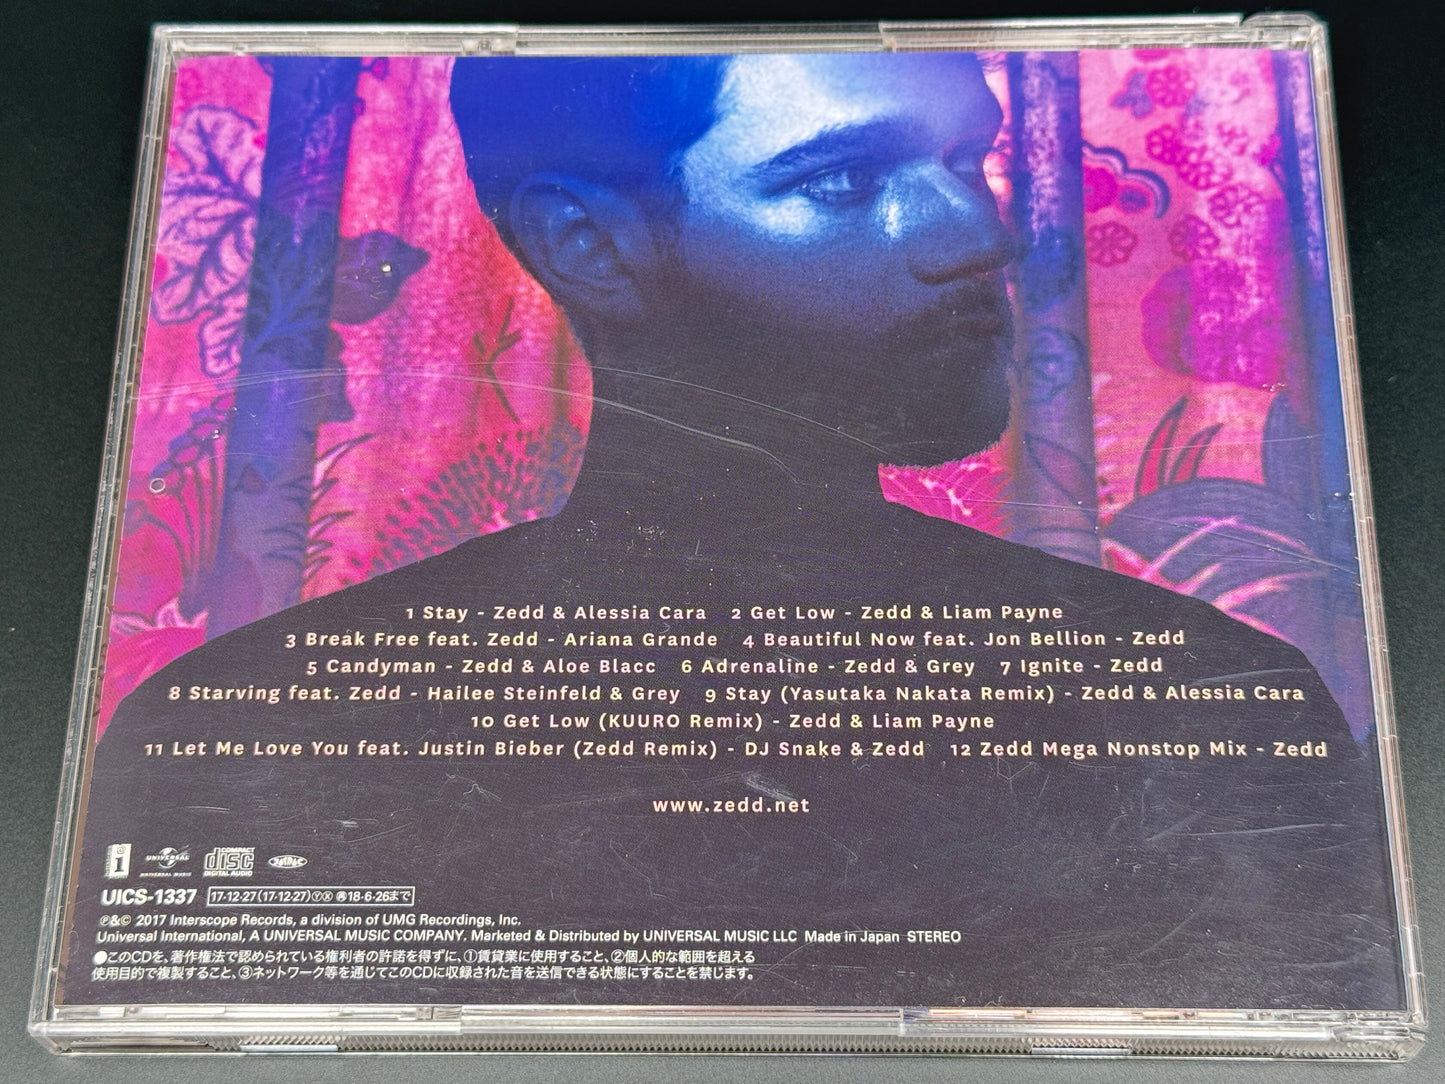 1 Stay - Zedd & Alessia Cara 2 Get Low - Zedd & Liam Payne
3 Break Free feat. Zedd - Ariana Grande 4 Beautiful Now feat. Jon Bellion - Zedd
5 Candyman - Zedd & Aloe Blacc 6 Adrenaline - Zedd & Grey 7 Ignite - Zedd
8 Starving feat. Zedd - Hailee Steinfeld & Grey 9 Stay (Yasutaka Nakata Remix) - Zedd & Alessia Cara
10 Get Low (KUURO Remix) - Zedd & Liam Payne
11 Let Me Love You feat. Justin Bieber (Zedd Remix) - DJ Snake & Zedd 12 Zedd Mega Nonstop Mix - Zedd
www.zedd.net
i UNIVERSAL UNIVERSAL MUSIC COMPACT disc DIGITAL AUDIO
UICS-1337 17·12·27(17·12·27)ⓎⓍ㊢18·6·26まで
℗&© 2017 Interscope Records, a division of UMG Recordings, Inc.
Universal International, A UNIVERSAL MUSIC COMPANY. Marketed & Distributed by UNIVERSAL MUSIC LLC Made in Japan STEREO
●このCDを、著作権法で認められている権利者の許諾を得ずに、①賃貸業に使用すること、②個人的な範囲を超える
使用目的で複製すること、③ネットワーク等を通じてこのCDに収録された音を送信できる状態にすることを禁じます。